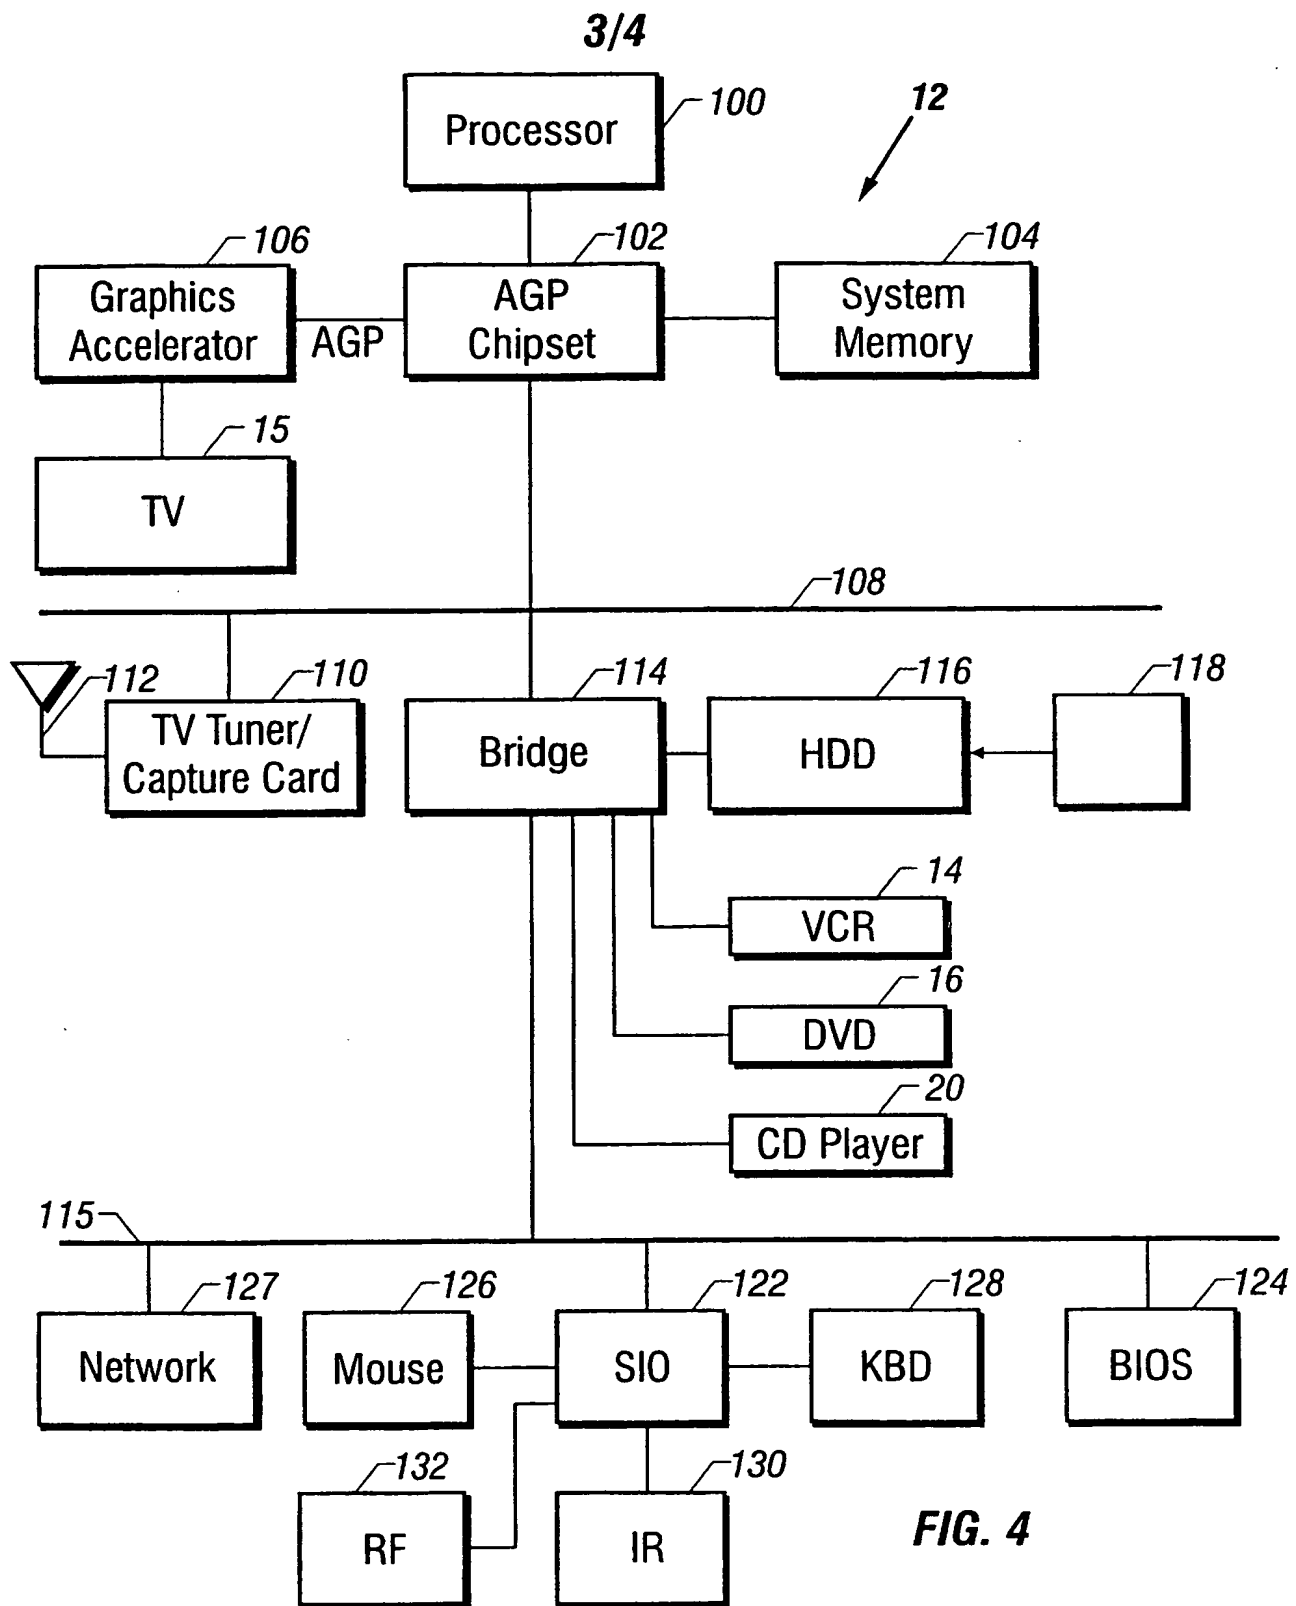 3/4
Processor
100
12
106
102
104
Graphics
Accelerator
AGP
AGP
Chipset
System
Memory
15
TV
108
112
110
114
116
118
TV Tuner/
Capture Card
Bridge
HDD
14
VCR
16
DVD
20
CD Player
115
127
126
122
128
124
Network
Mouse
SIO
KBD
BIOS
132
130
RF
IR
FIG. 4